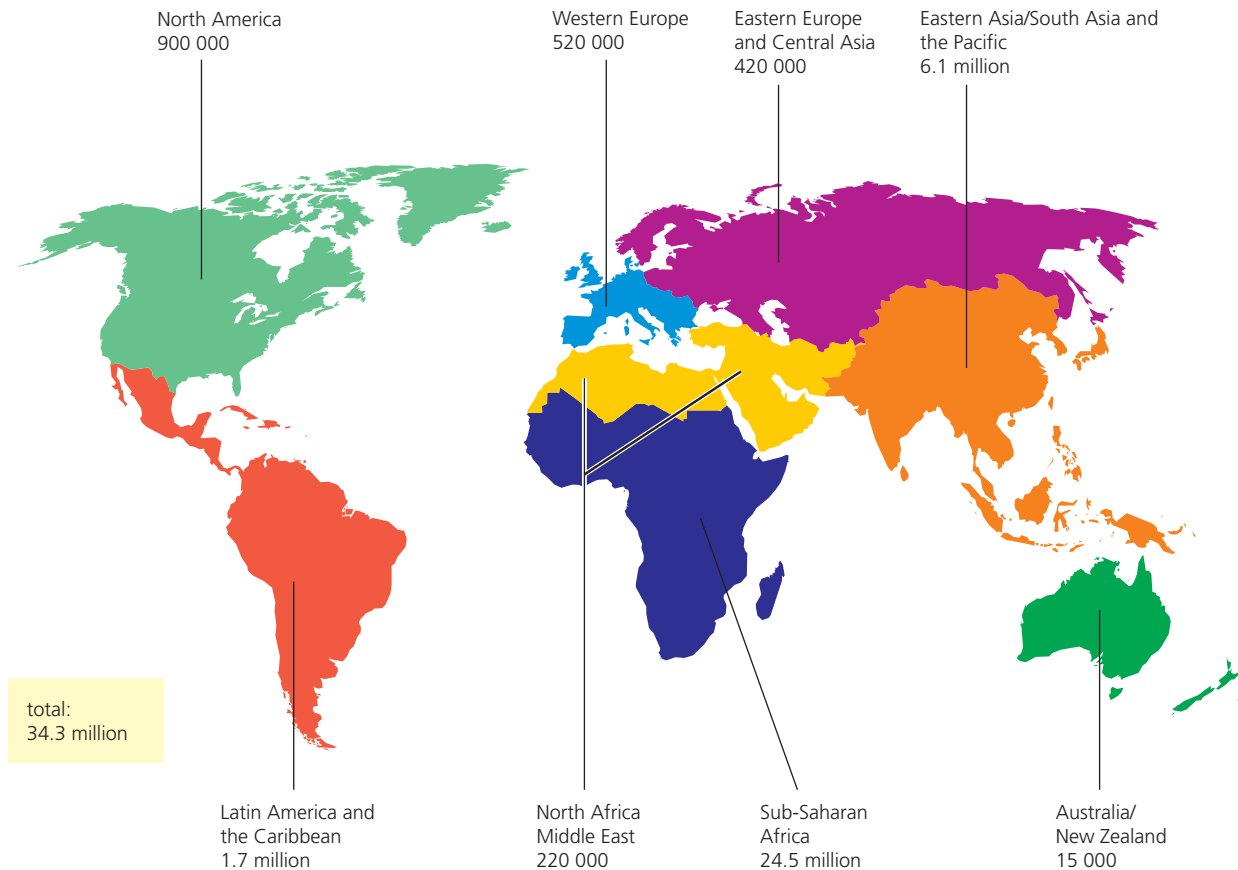 North America
900 000
Western Europe
520 000
Eastern Europe
and Central Asia
420 000
Eastern Asia/South Asia and
the Pacific
6.1 million
total:
34.3 million
Latin America and
the Caribbean
1.7 million
North Africa
Middle East
220 000
Sub-Saharan
Africa
24.5 million
Australia/
New Zealand
15 000